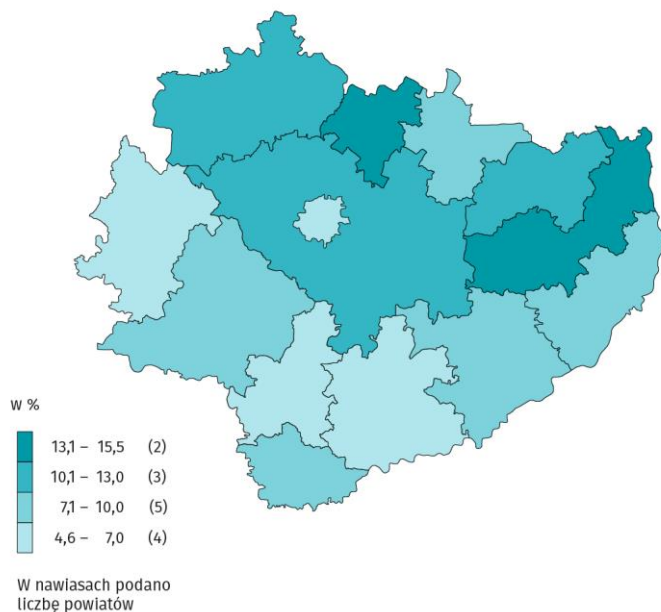 w %
13,1 – 15,5 (2)
10,1 – 13,0 (3)
7,1 – 10,0 (5)
4,6 – 7,0 (4)
W nawiasach podano
liczbę powiatów